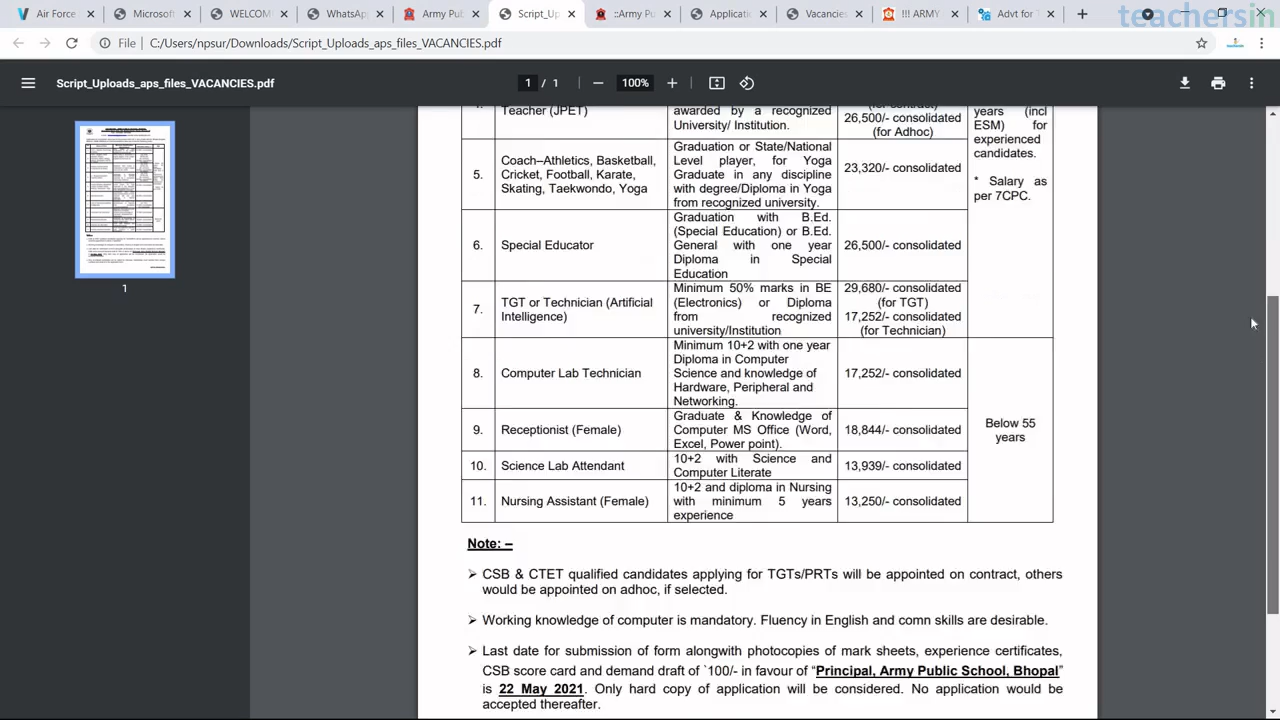 Air Force
Microsoft
WELCOM
WhatsApp
Army Pub
Script_Up
::Army Pu
Applicati
Vacancies
!!! ARMY
Advt for T
teachersin
File C:/Users/npsur/Downloads/Script_Uploads_aps_files_VACANCIES.pdf
Script_Uploads_aps_files_VACANCIES.pdf
1 / 1
100%
1
Teacher (JPET)
awarded by a recognized
University/ Institution.
26,500/- consolidated
(for Adhoc)
years (incl
ESM) for
experienced
candidates.
* Salary as
per 7CPC.
5.
Coach–Athletics, Basketball,
Cricket, Football, Karate,
Skating, Taekwondo, Yoga
Graduation or State/National
Level player, for Yoga
Graduate in any discipline
with degree/Diploma in Yoga
from recognized university.
23,320/- consolidated
6.
Special Educator
Graduation with B.Ed.
(Special Education) or B.Ed.
General with one year
Diploma in Special
Education
26,500/- consolidated
7.
TGT or Technician (Artificial
Intelligence)
Minimum 50% marks in BE
(Electronics) or Diploma
from recognized
university/Institution
29,680/- consolidated
(for TGT)
17,252/- consolidated
(for Technician)
8.
Computer Lab Technician
Minimum 10+2 with one year
Diploma in Computer
Science and knowledge of
Hardware, Peripheral and
Networking.
17,252/- consolidated
Below 55
years
9.
Receptionist (Female)
Graduate & Knowledge of
Computer MS Office (Word,
Excel, Power point).
18,844/- consolidated
10.
Science Lab Attendant
10+2 with Science and
Computer Literate
13,939/- consolidated
11.
Nursing Assistant (Female)
10+2 and diploma in Nursing
with minimum 5 years
experience
13,250/- consolidated
Note: –
➢ CSB & CTET qualified candidates applying for TGTs/PRTs will be appointed on contract, others
would be appointed on adhoc, if selected.
➢ Working knowledge of computer is mandatory. Fluency in English and comn skills are desirable.
➢ Last date for submission of form alongwith photocopies of mark sheets, experience certificates,
CSB score card and demand draft of `100/- in favour of “Principal, Army Public School, Bhopal”
is 22 May 2021. Only hard copy of application will be considered. No application would be
accepted thereafter.